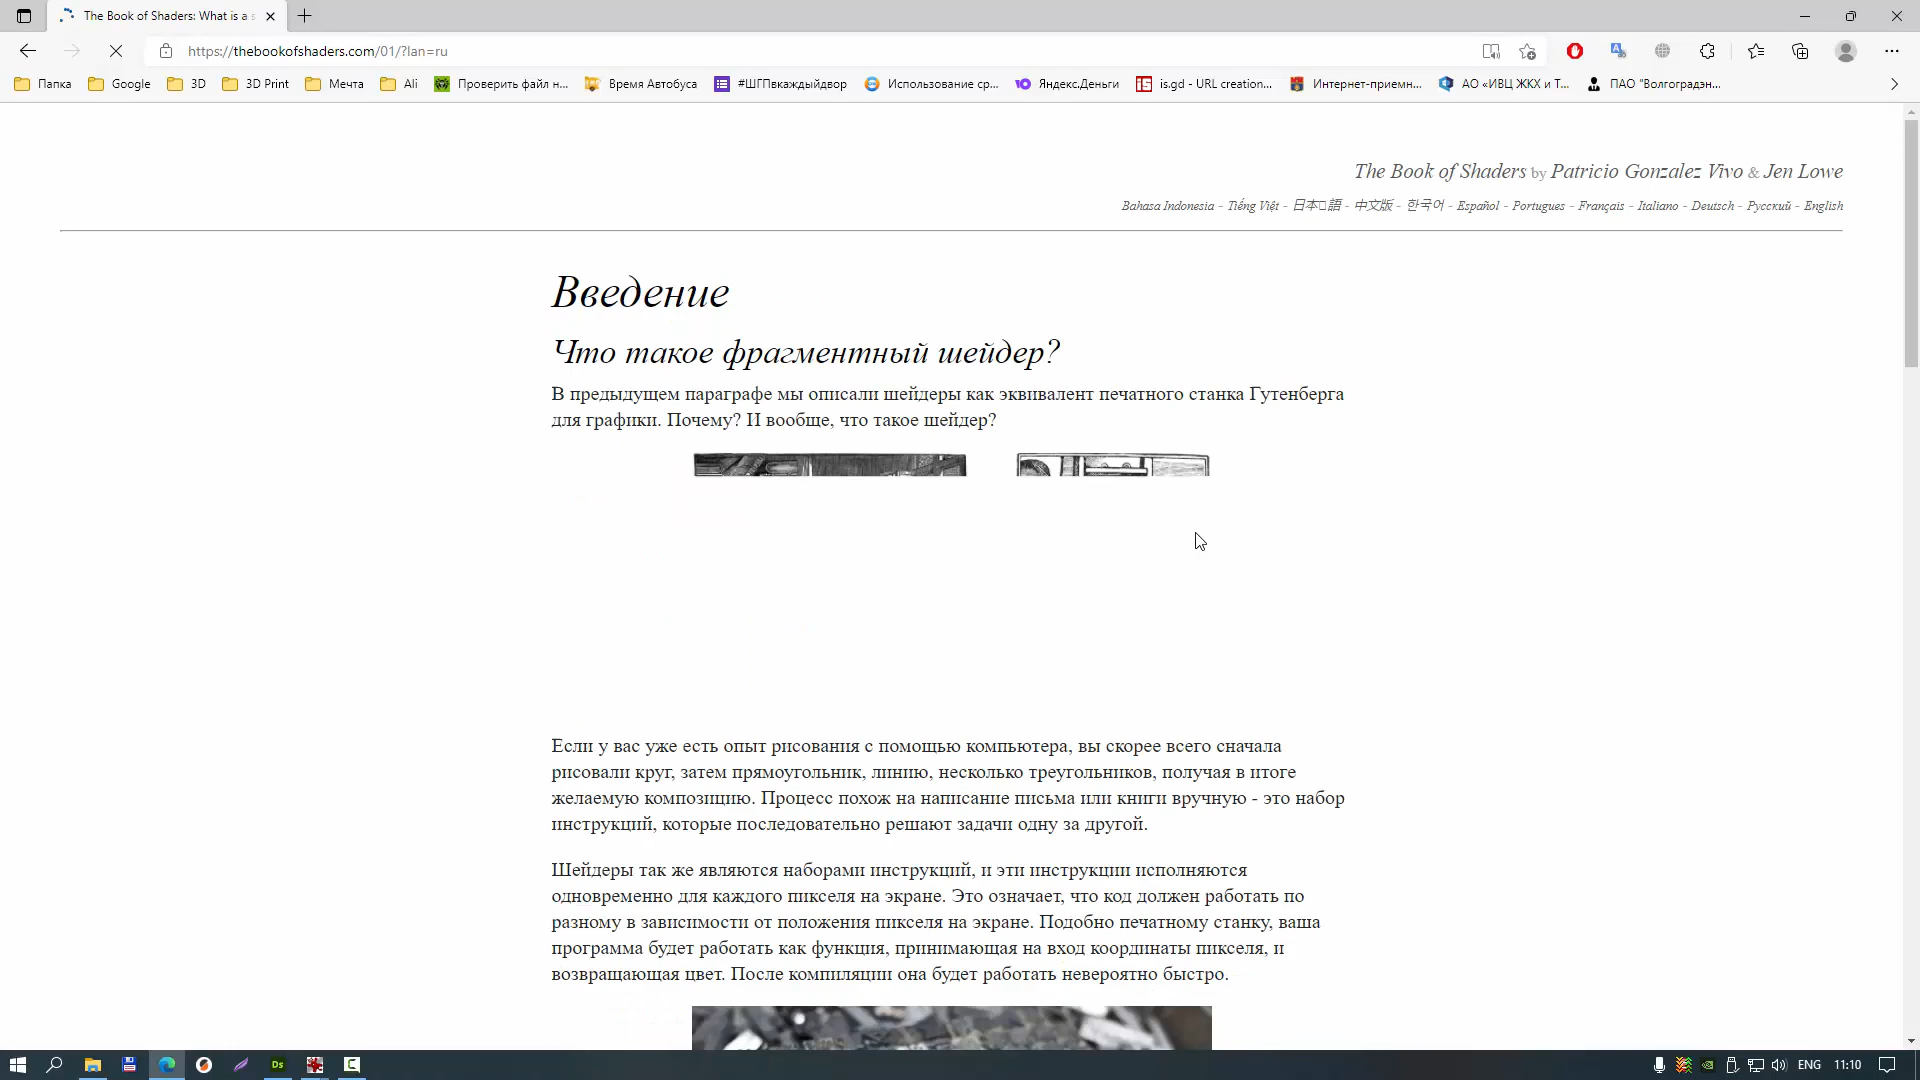 The Book of Shaders: What is a s
https://thebookofshaders.com/01/?lan=ru
Папка Google 3D 3D Print Мечта Ali Проверить файл н... Время Автобуса #ШГПвкаждыйдвор Использование ср... Яндекс.Деньги is.gd - URL creation... Интернет-приемн... АО «ИВЦ ЖКХ и Т... ПАО "Волгоградэн...
The Book of Shaders by Patricio Gonzalez Vivo & Jen Lowe
Bahasa Indonesia - Tiếng Việt - 日本語 - 中文版 - 한국어 - Español - Portugues - Français - Italiano - Deutsch - Русский - English
Введение
Что такое фрагментный шейдер?
В предыдущем параграфе мы описали шейдеры как эквивалент печатного станка Гутенберга
для графики. Почему? И вообще, что такое шейдер?
Если у вас уже есть опыт рисования с помощью компьютера, вы скорее всего сначала
рисовали круг, затем прямоугольник, линию, несколько треугольников, получая в итоге
желаемую композицию. Процесс похож на написание письма или книги вручную - это набор
инструкций, которые последовательно решают задачи одну за другой.
Шейдеры так же являются наборами инструкций, и эти инструкции исполняются
одновременно для каждого пикселя на экране. Это означает, что код должен работать по
разному в зависимости от положения пикселя на экране. Подобно печатному станку, ваша
программа будет работать как функция, принимающая на вход координаты пикселя, и
возвращающая цвет. После компиляции она будет работать невероятно быстро.
Ds
ENG 11:10